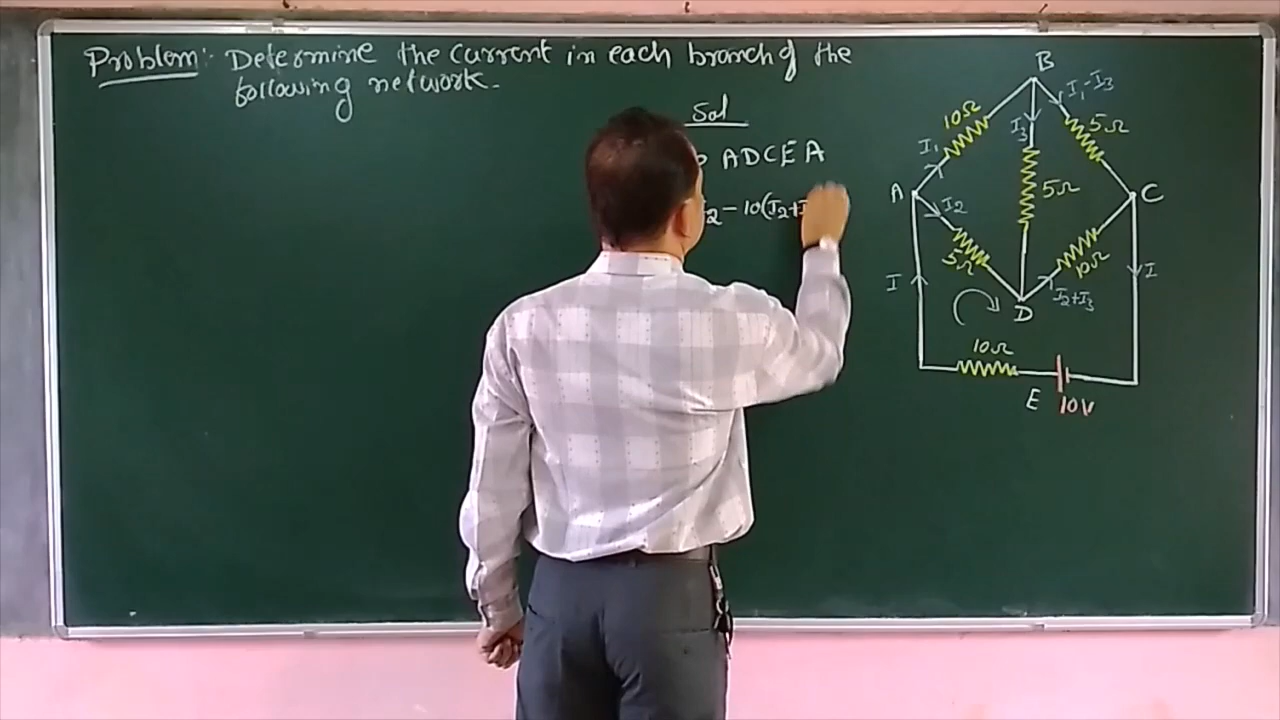 Problem:- Determine the current in each branch of the
following network.
Sol
ADCEA
I₂ - 10(I₂+I
B
10Ω
I₁
I₃
I₁-I₃
5Ω
A
I₂
5Ω
C
5Ω
10Ω
I
D
I₂+I₃
I
10Ω
E
10V